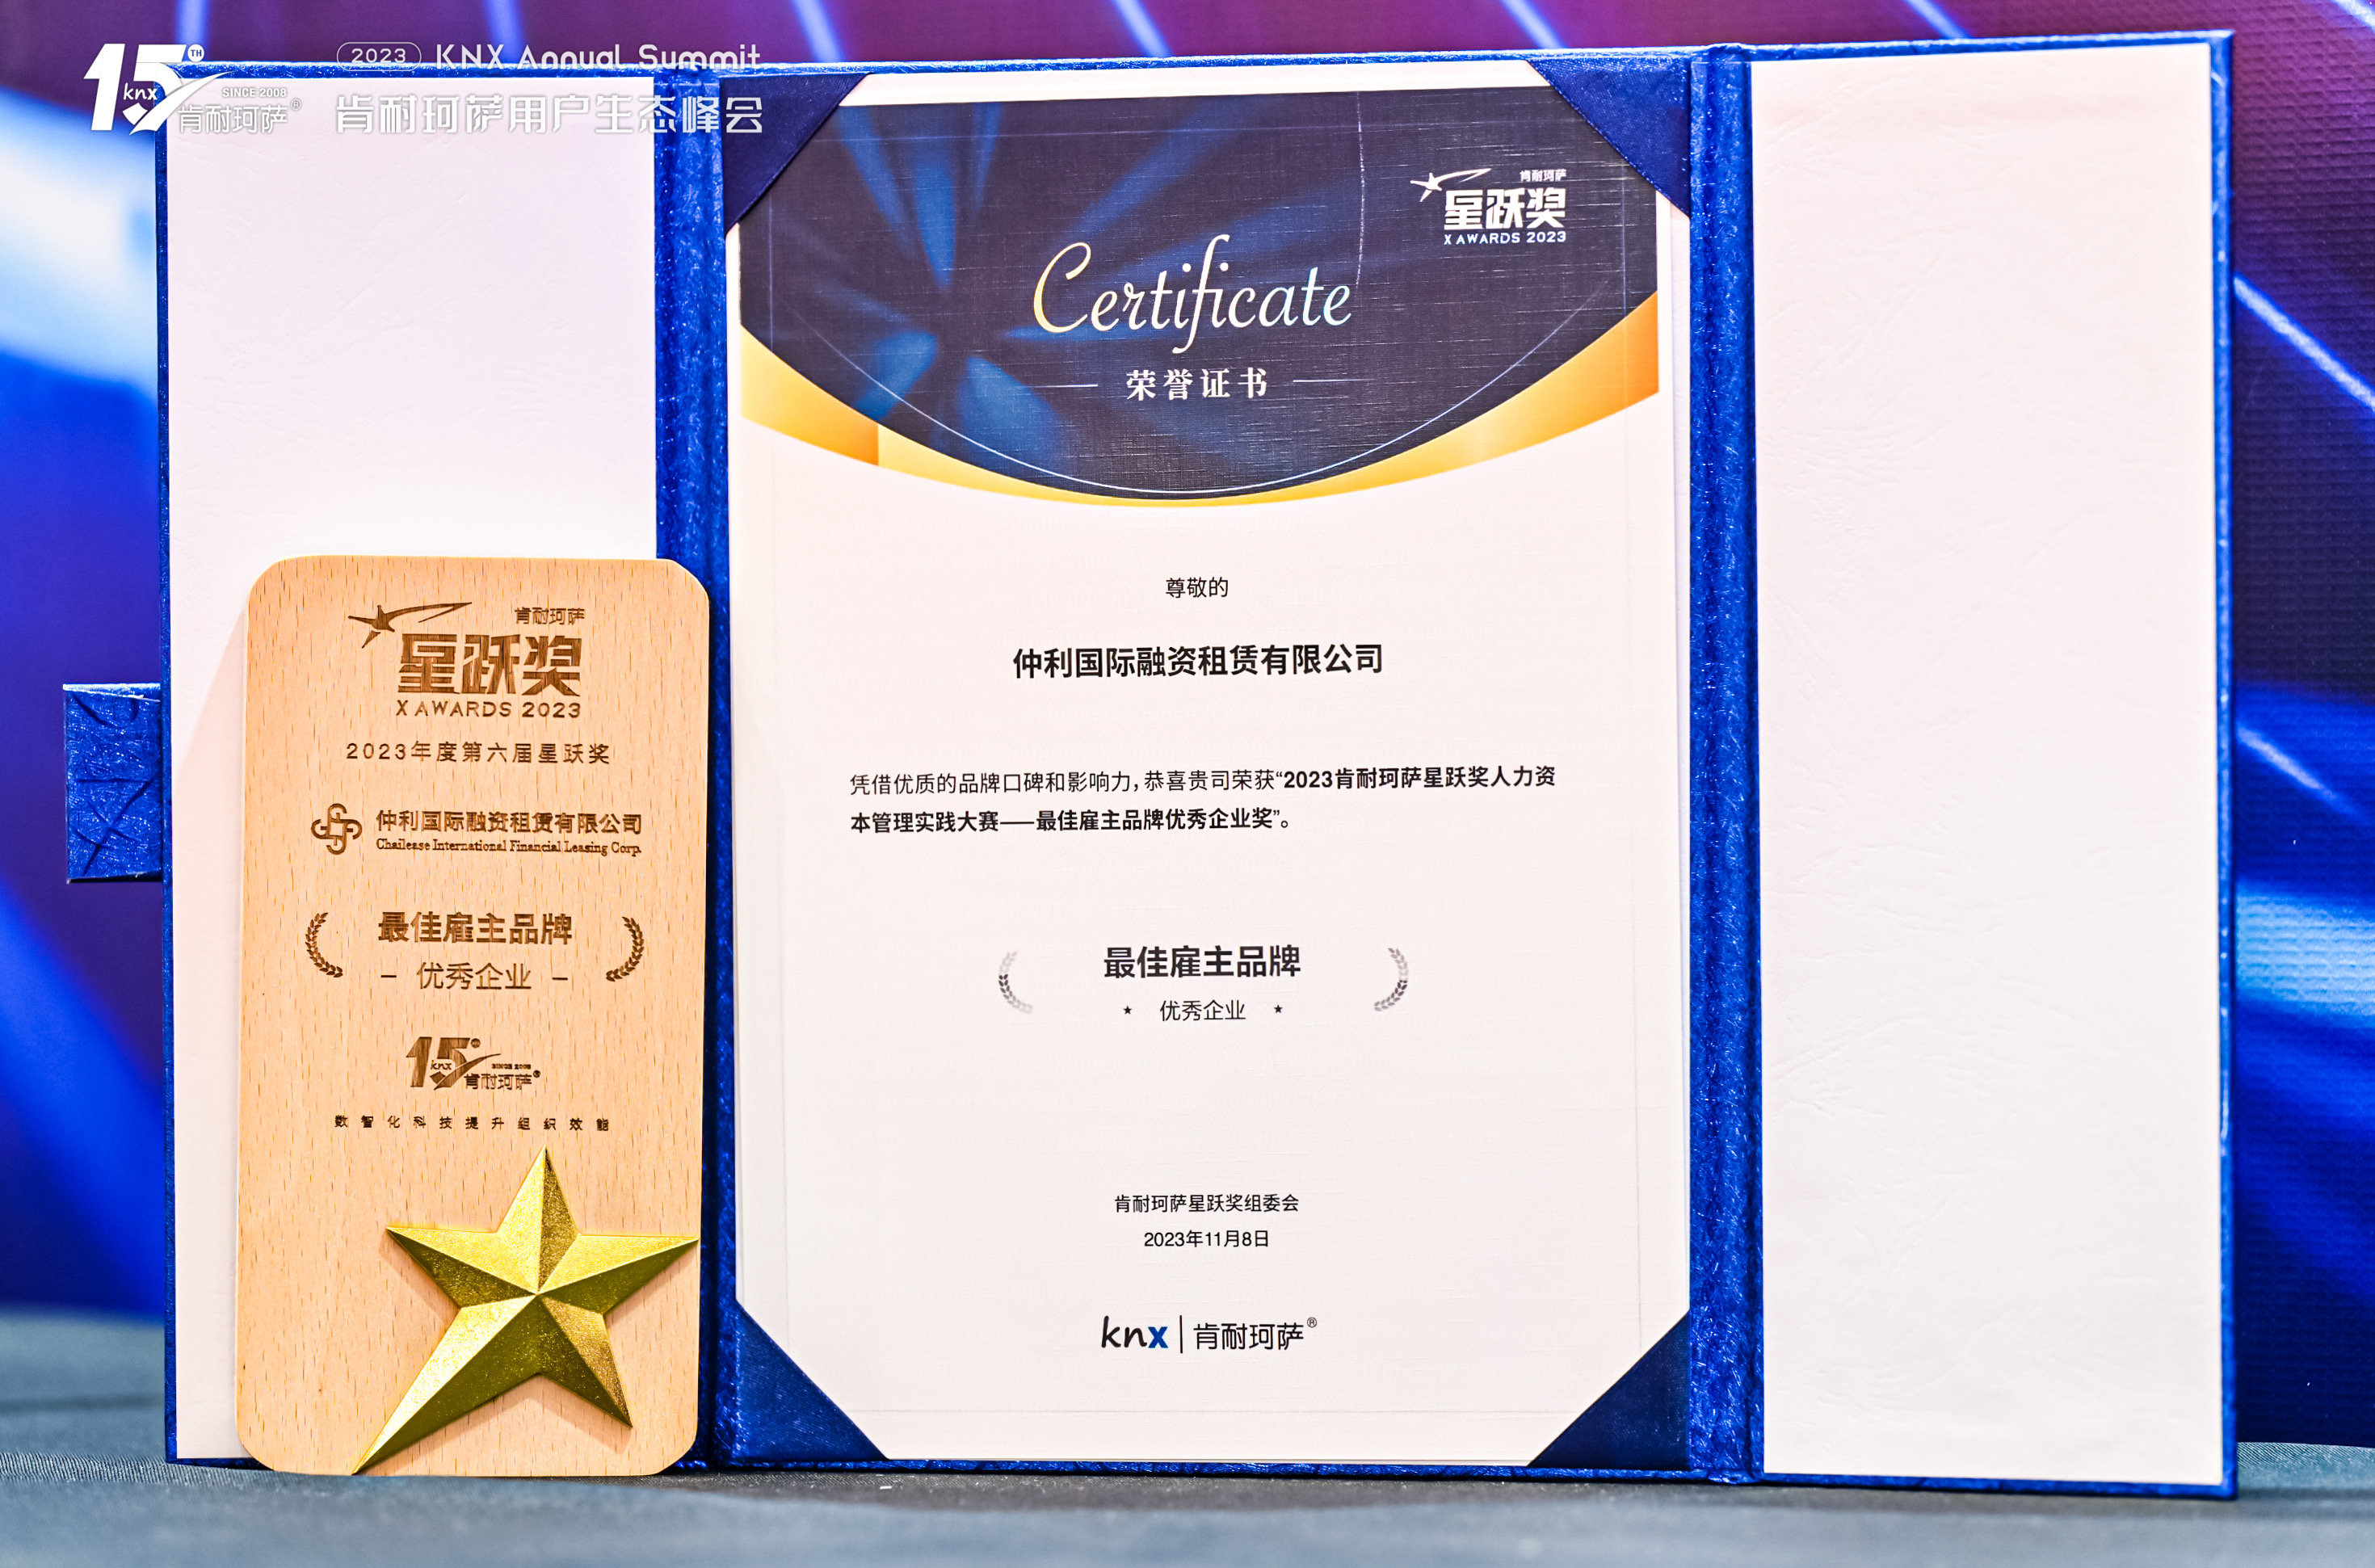 15TH
knx
SINCE 2008
肯耐珂萨®
2023 KNX Annual Summit
肯耐珂萨用户生态峰会
肯耐珂萨
星跃奖
X AWARDS 2023
Certificate
荣誉证书
尊敬的
仲利国际融资租赁有限公司
凭借优质的品牌口碑和影响力，恭喜贵司荣获“2023肯耐珂萨星跃奖人力资
本管理实践大赛——最佳雇主品牌优秀企业奖”。
最佳雇主品牌
★ 优秀企业 ★
肯耐珂萨星跃奖组委会
2023年11月8日
knx | 肯耐珂萨®
肯耐珂萨
星跃奖
X AWARDS 2023
2023年度第六届星跃奖
仲利国际融资租赁有限公司
Chailease International Financial Leasing Corp.
最佳雇主品牌
– 优秀企业 –
15TH
knx
SINCE 2008
肯耐珂萨®
数智化科技提升组织效能